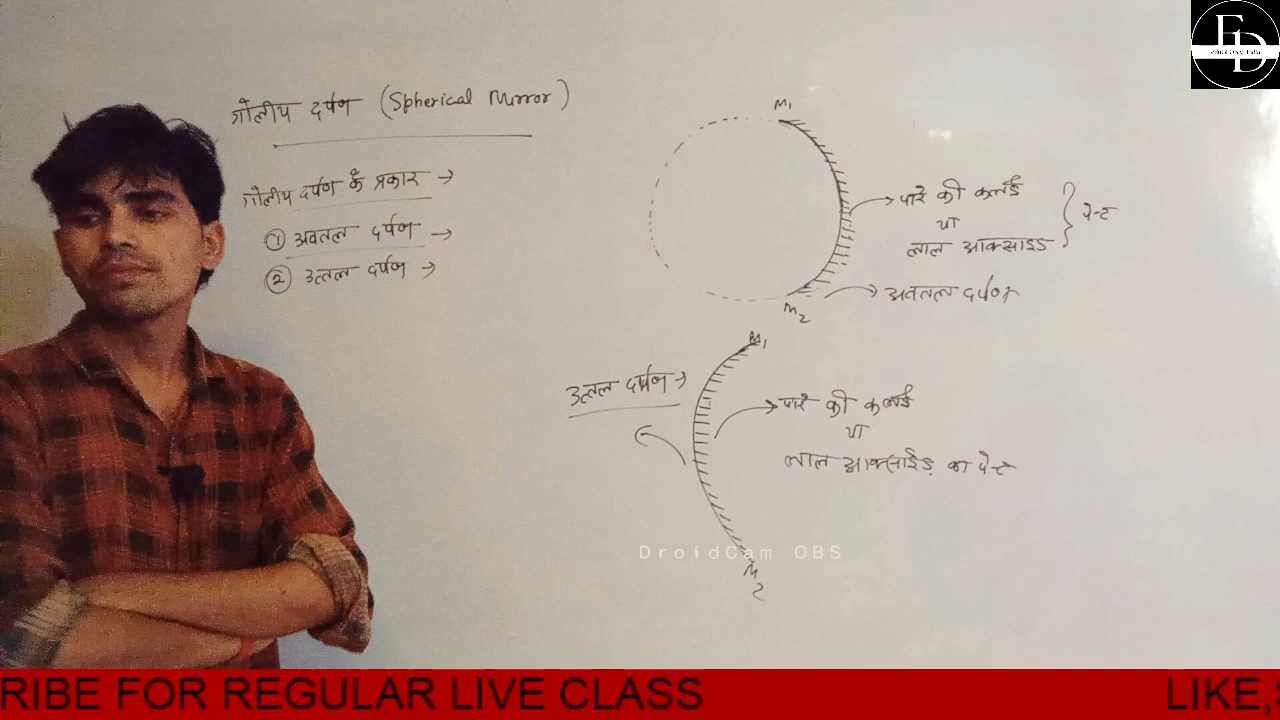 गोलीय दर्पण (Spherical Mirror)
गोलीय दर्पण के प्रकार →
① अवतल दर्पण →
② उत्तल दर्पण →
M₁
पारे की कलई
या
लाल आक्साइड
पेन्ट
अवतल दर्पण
M₂
M₁
उत्तल दर्पण →
पारे की कलई
या
लाल आक्साईड़ का पेन्ट
M₂
DroidCam OBS
ED
RIBE FOR REGULAR LIVE CLASS
LIKE,S